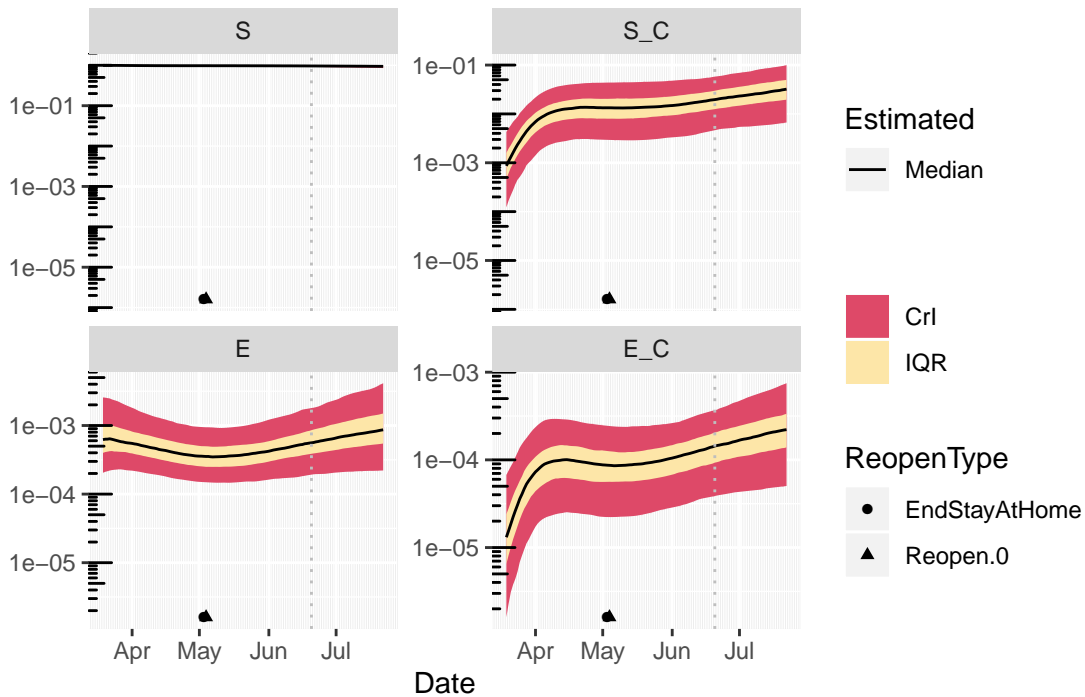 S
S_C
1e−01
1e−03
1e−05
1e−01
1e−03
1e−05
E
E_C
1e−03
1e−04
1e−05
1e−03
1e−04
1e−05
Apr May Jun Jul
Apr May Jun Jul
Date
Estimated
Median
CrI
IQR
ReopenType
EndStayAtHome
Reopen.0